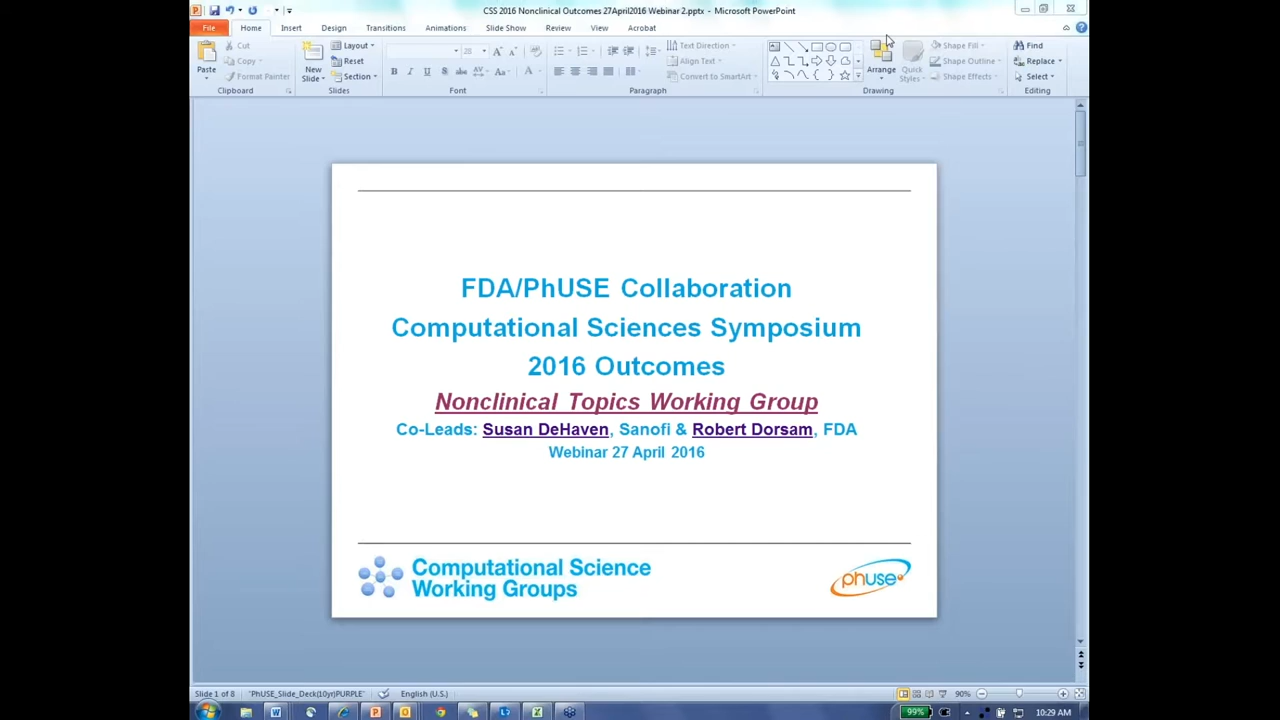 CSS 2016 Nonclinical Outcomes 27April2016 Webinar 2.pptx - Microsoft PowerPoint
File Home Insert Design Transitions Animations Slide Show Review View Acrobat
Paste Cut Copy Format Painter Clipboard
New Slide Layout Reset Section Slides
28 Font
Text Direction Align Text Convert to SmartArt Paragraph
Arrange Quick Styles Shape Fill Shape Outline Shape Effects Drawing
Find Replace Select Editing
FDA/PhUSE Collaboration
Computational Sciences Symposium
2016 Outcomes
Nonclinical Topics Working Group
Co-Leads: Susan DeHaven, Sanofi & Robert Dorsam, FDA
Webinar 27 April 2016
Computational Science
Working Groups
phuse
Slide 1 of 8 "PhUSE_Slide_Deck(10yr)PURPLE" English (U.S.) 90%
99% 10:29 AM